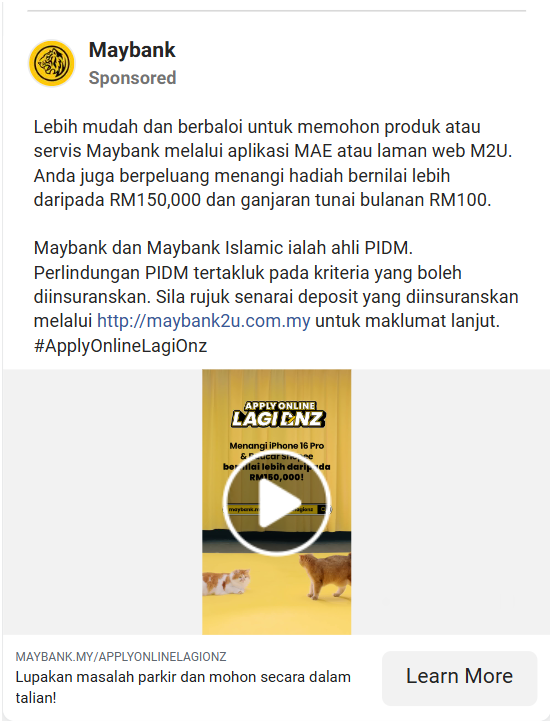 Maybank
Sponsored
Lebih mudah dan berbaloi untuk memohon produk atau
servis Maybank melalui aplikasi MAE atau laman web M2U.
Anda juga berpeluang menangi hadiah bernilai lebih
daripada RM150,000 dan ganjaran tunai bulanan RM100.
Maybank dan Maybank Islamic ialah ahli PIDM.
Perlindungan PIDM tertakluk pada kriteria yang boleh
diinsuranskan. Sila rujuk senarai deposit yang diinsuranskan
melalui http://maybank2u.com.my untuk maklumat lanjut.
#ApplyOnlineLagiOnz
APPLY ONLINE
LAGI ONZ
Menangi iPhone 16 Pro
& Shopee
lebih daripada
RM150,000!
MAYBANK.MY/APPLYONLINELAGIONZ
Lupakan masalah parkir dan mohon secara dalam
talian!
Learn More